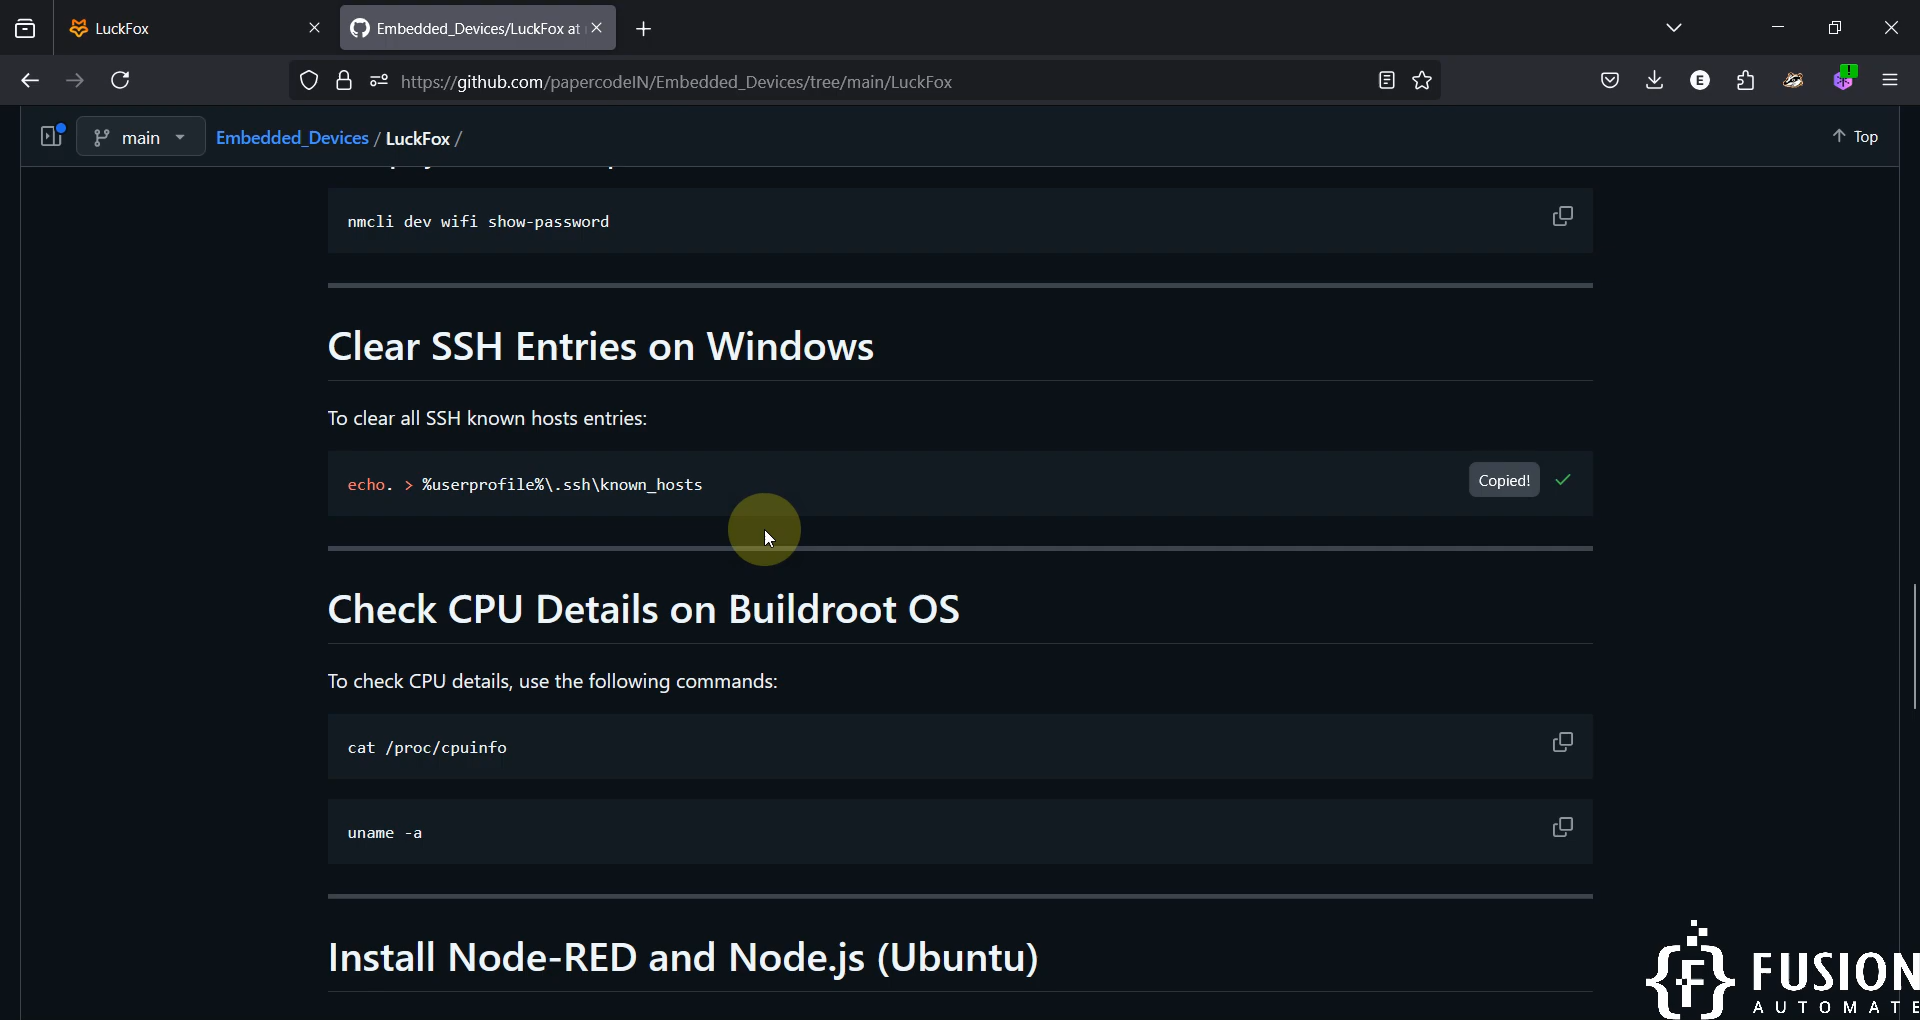 LuckFox
Embedded_Devices/LuckFox at
https://github.com/papercodeIN/Embedded_Devices/tree/main/LuckFox
E
main
Embedded_Devices / LuckFox /
Top
nmcli dev wifi show-password
Clear SSH Entries on Windows
To clear all SSH known hosts entries:
echo. > %userprofile%\.ssh\known_hosts
Copied!
Check CPU Details on Buildroot OS
To check CPU details, use the following commands:
cat /proc/cpuinfo
uname -a
Install Node-RED and Node.js (Ubuntu)
{F} FUSION
AUTOMATE